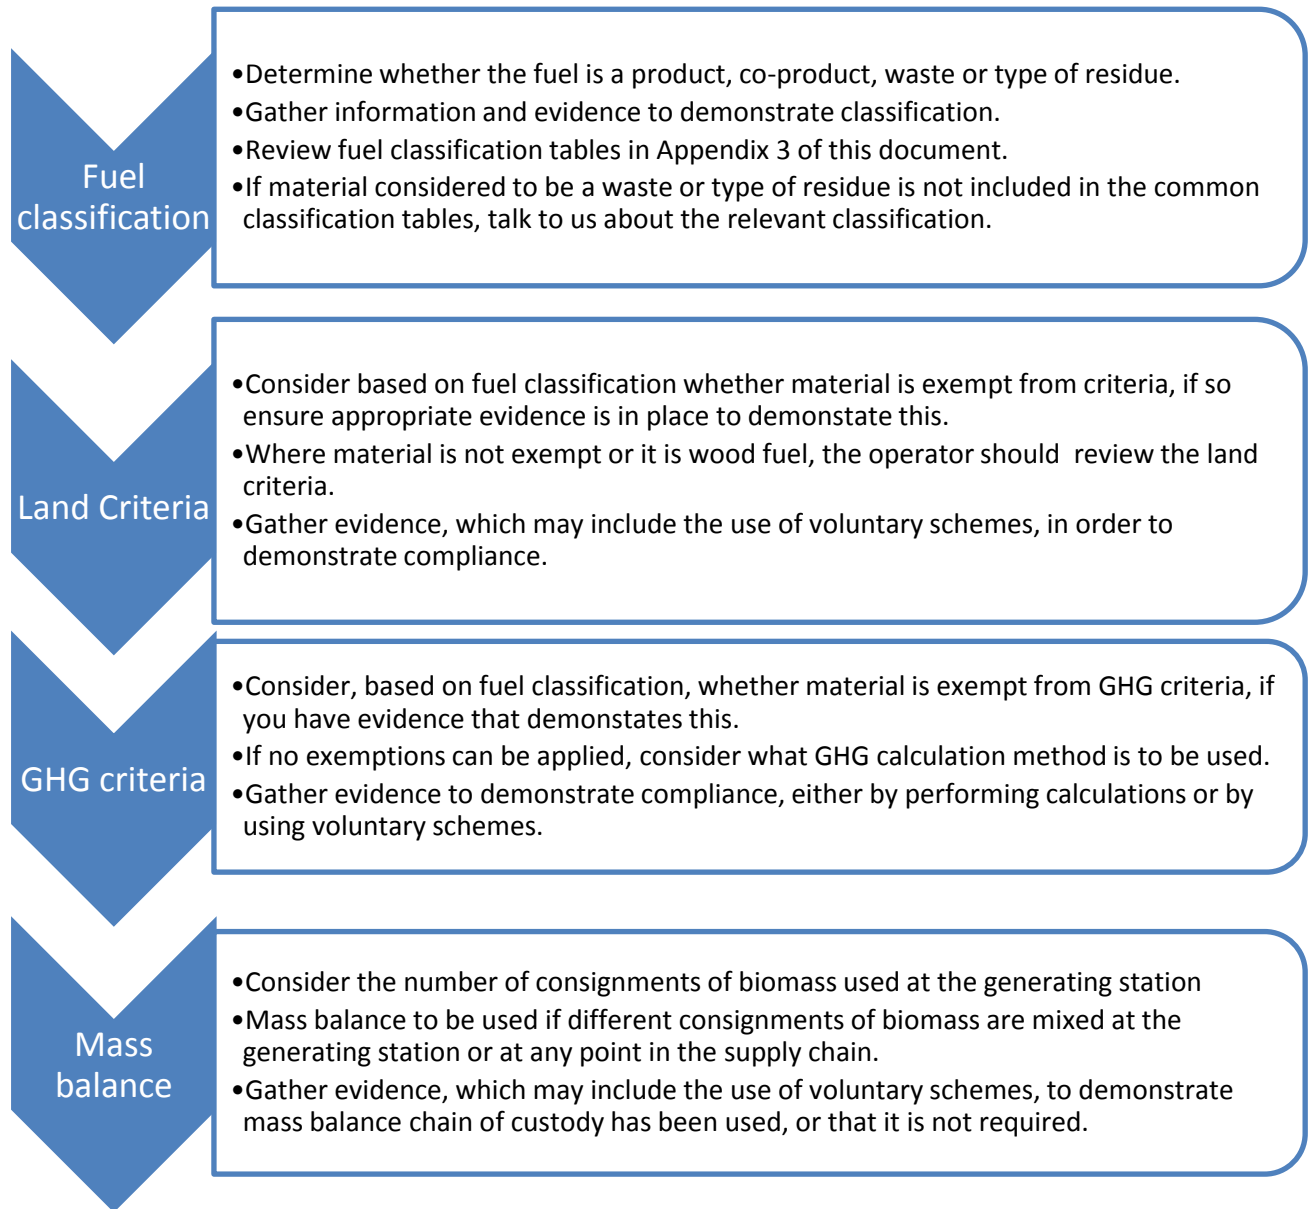 Fuel
classification
•Determine whether the fuel is a product, co-product, waste or type of residue.
•Gather information and evidence to demonstrate classification.
•Review fuel classification tables in Appendix 3 of this document.
•If material considered to be a waste or type of residue is not included in the common
classification tables, talk to us about the relevant classification.
Land Criteria
•Consider based on fuel classification whether material is exempt from criteria, if so
ensure appropriate evidence is in place to demonstate this.
•Where material is not exempt or it is wood fuel, the operator should  review the land
criteria.
•Gather evidence, which may include the use of voluntary schemes, in order to
demonstrate compliance.
GHG criteria
•Consider, based on fuel classification, whether material is exempt from GHG criteria, if
you have evidence that demonstates this.
•If no exemptions can be applied, consider what GHG calculation method is to be used.
•Gather evidence to demonstrate compliance, either by performing calculations or by
using voluntary schemes.
Mass
balance
•Consider the number of consignments of biomass used at the generating station
•Mass balance to be used if different consignments of biomass are mixed at the
generating station or at any point in the supply chain.
•Gather evidence, which may include the use of voluntary schemes, to demonstrate
mass balance chain of custody has been used, or that it is not required.